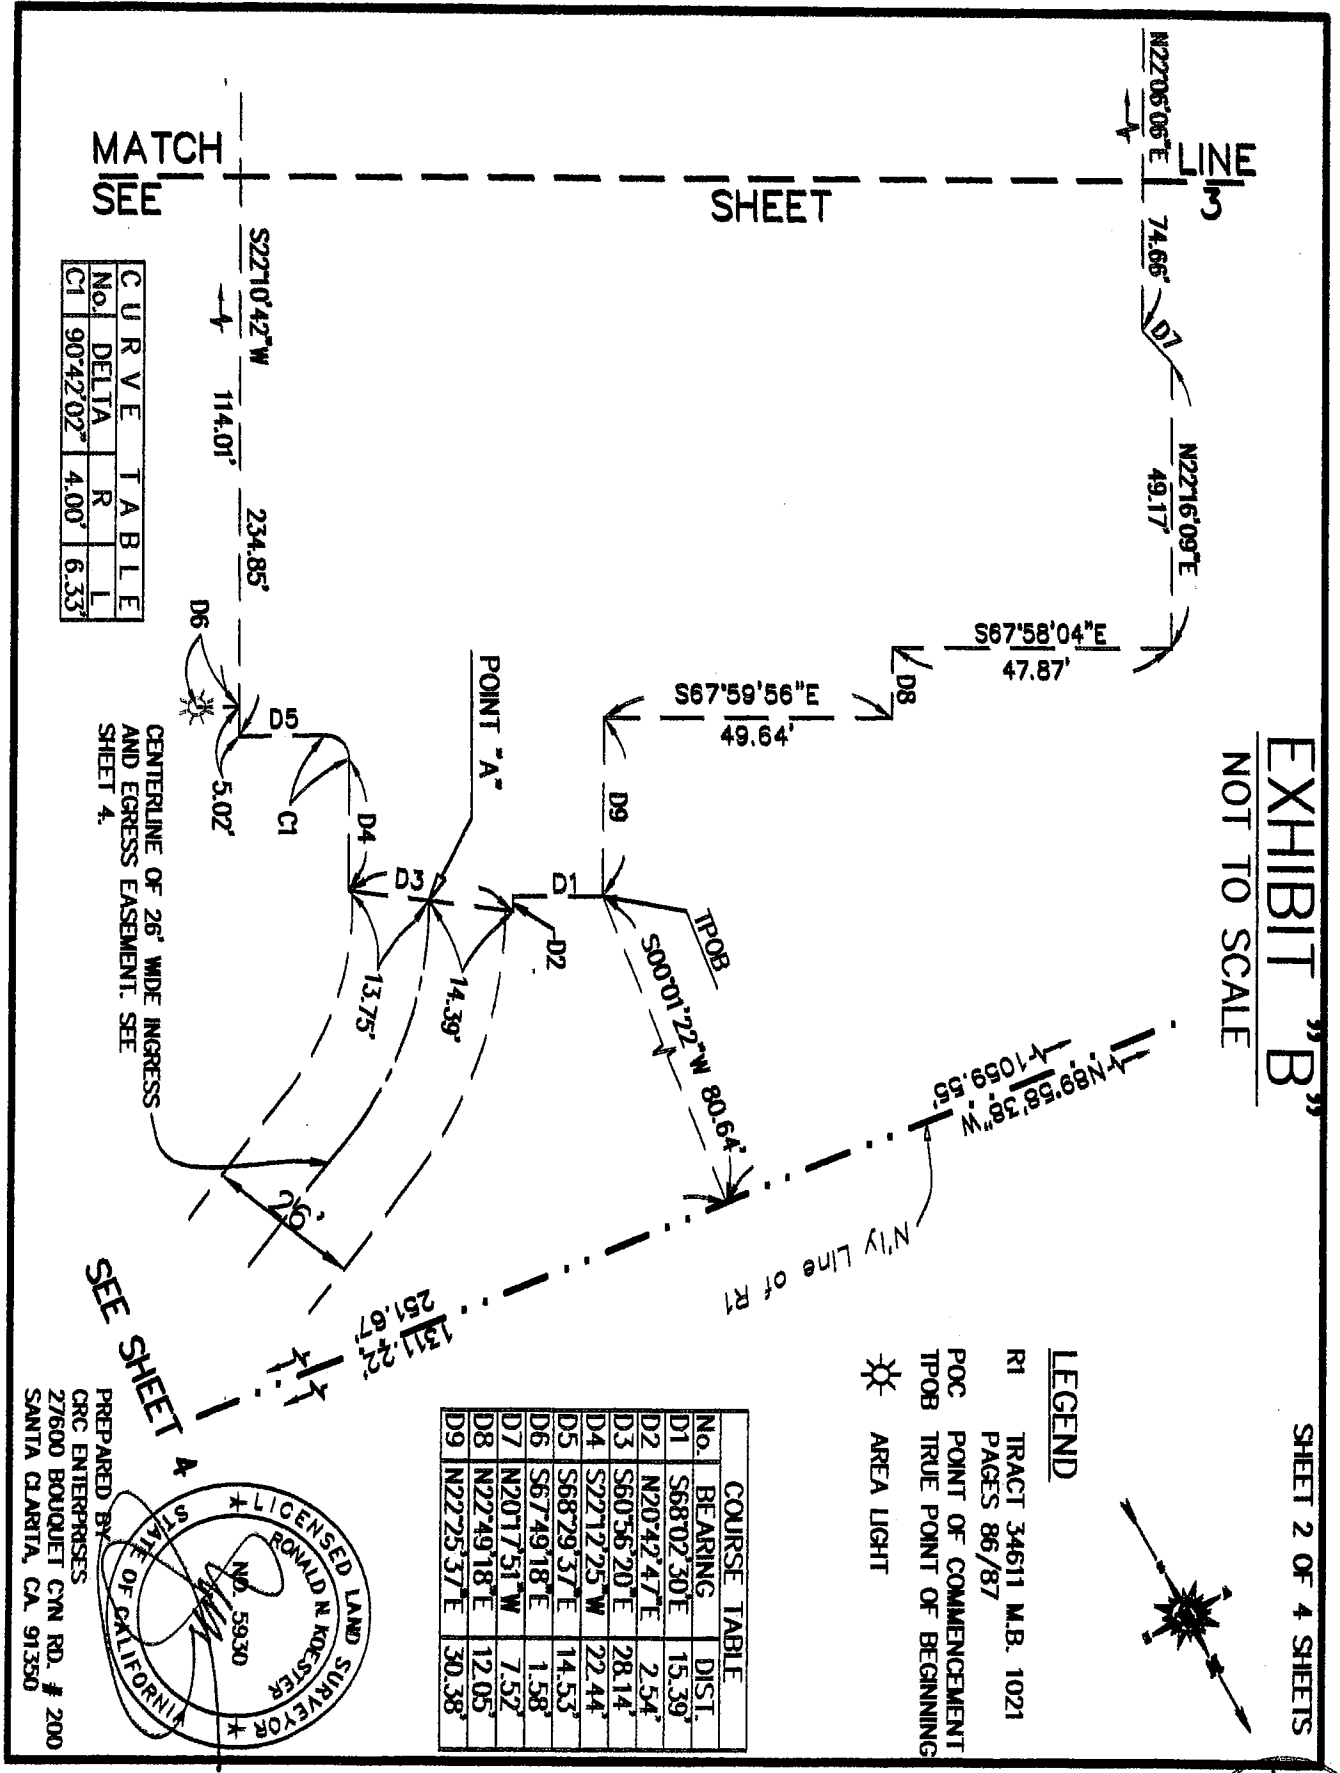 SHEET 2 OF 4 SHEETS
EXHIBIT "B"
NOT TO SCALE
LEGEND
R1 TRACT 34611 M.B. 1021
PAGES 86/87
POC POINT OF COMMENCEMENT
TPOB TRUE POINT OF BEGINNING
AREA LIGHT
MATCH LINE
SEE SHEET 3
N22°06'06"E
74.66'
D7
N22°16'09"E
49.17'
S67°58'04"E
47.87'
D8
S67°59'56"E
49.64'
D9
TPOB
S00°01'22"W 80.64'
D1
D2
POINT "A"
D3
14.39'
13.75'
D4
C1
D5
5.02'
D6
S22°10'42"W
114.01'
234.85'
N89°58'38"W
1059.55'
N'ly Line of R1
1311.22'
251.67'
26'
CENTERLINE OF 26' WIDE INGRESS
AND EGRESS EASEMENT. SEE
SHEET 4.
SEE SHEET 4
CURVE TABLE
No. DELTA R L
C1 90°42'02" 4.00' 6.33'
COURSE TABLE
No. BEARING DIST.
D1 S68°02'30"E 15.39'
D2 N20°42'47"E 2.54'
D3 S60°56'20"E 28.14'
D4 S22°12'25"W 22.44'
D5 S68°29'37"E 14.53'
D6 S67°49'18"E 1.58'
D7 N20°17'51"W 7.52'
D8 N22°49'18"E 12.05'
D9 N22°25'37"E 30.38'
PREPARED BY
CRC ENTERPRISES
27600 BOUQUET CYN RD. # 200
SANTA CLARITA, CA. 91350
LICENSED LAND SURVEYOR
RONALD N. KOESTER
NO. 5930
STATE OF CALIFORNIA